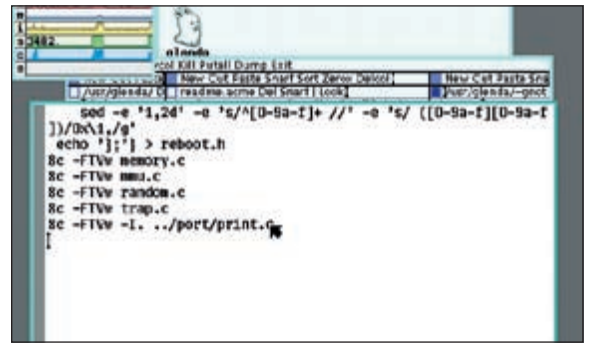 3482.
glenda
col Kill Putall Dump Exit
New Cut Paste Snarf Sort Zerox Delcol
New Cut Paste Sna
/usr/glenda/
readme.acme Del Snarf | Look
/usr/glenda/-gnot
sed -e '1,2d' -e 's/^[0-9a-f]+ //' -e 's/ ([0-9a-f][0-9a-f
])/0x\1,/g'
echo '};'} > reboot.h
8c -FTVw memory.c
8c -FTVw mmu.c
8c -FTVw random.c
8c -FTVw trap.c
8c -FTVw -I. ../port/print.c